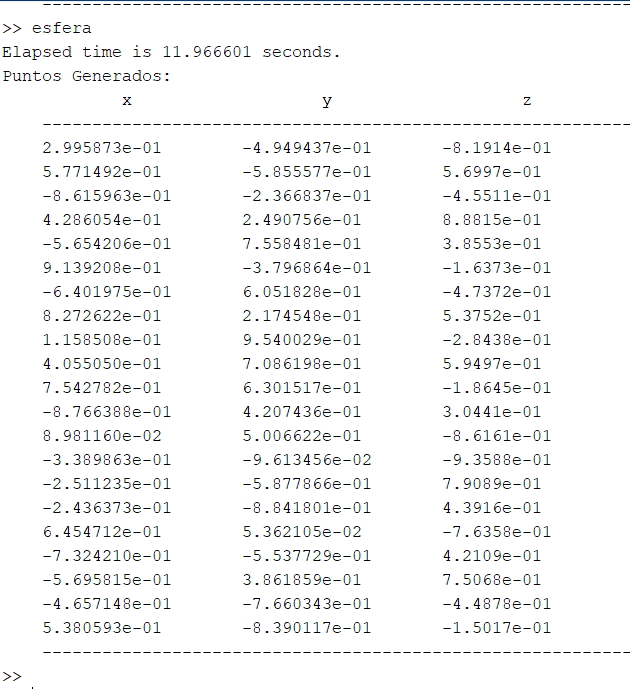 >> esfera
Elapsed time is 11.966601 seconds.
Puntos Generados:
x y z
2.995873e-01 -4.949437e-01 -8.1914e-01
5.771492e-01 -5.855577e-01 5.6997e-01
-8.615963e-01 -2.366837e-01 -4.5511e-01
4.286054e-01 2.490756e-01 8.8815e-01
-5.654206e-01 7.558481e-01 3.8553e-01
9.139208e-01 -3.796864e-01 -1.6373e-01
-6.401975e-01 6.051828e-01 -4.7372e-01
8.272622e-01 2.174548e-01 5.3752e-01
1.158508e-01 9.540029e-01 -2.8438e-01
4.055050e-01 7.086198e-01 5.9497e-01
7.542782e-01 6.301517e-01 -1.8645e-01
-8.766388e-01 4.207436e-01 3.0441e-01
8.981160e-02 5.006622e-01 -8.6161e-01
-3.389863e-01 -9.613456e-02 -9.3588e-01
-2.511235e-01 -5.877866e-01 7.9089e-01
-2.436373e-01 -8.841801e-01 4.3916e-01
6.454712e-01 5.362105e-02 -7.6358e-01
-7.324210e-01 -5.537729e-01 4.2109e-01
-5.695815e-01 3.861859e-01 7.5068e-01
-4.657148e-01 -7.660343e-01 -4.4878e-01
5.380593e-01 -8.390117e-01 -1.5017e-01
>>